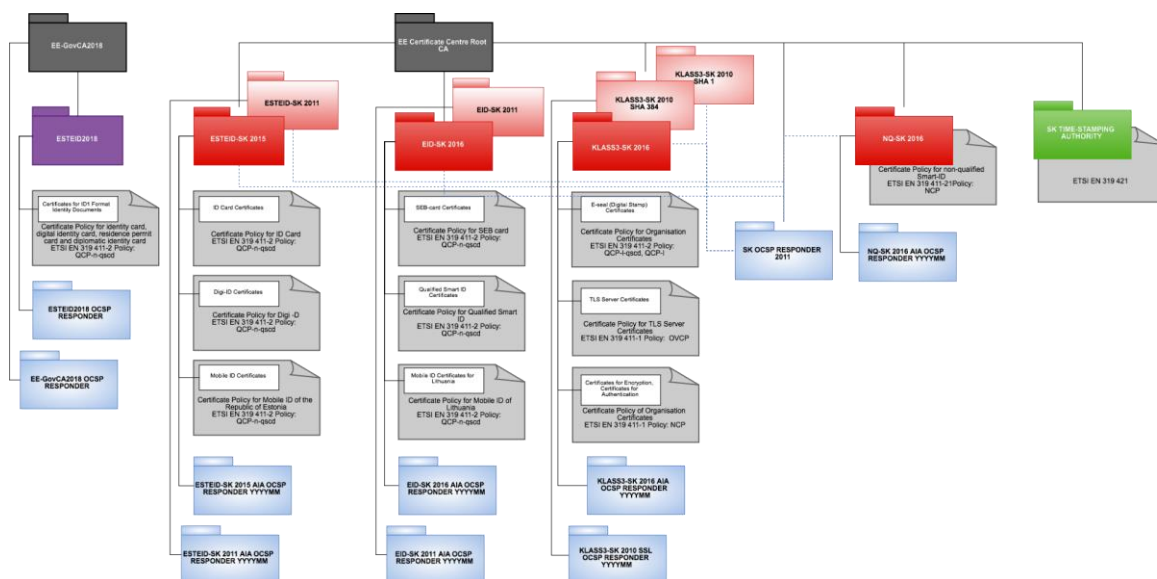 EE-GovCA2018
EE Certificate Centre Root
CA
KLASS3-SK 2010
SHA 1
ESTEID-SK 2011
EID-SK 2011
KLASS3-SK 2010
SHA 384
ESTEID2018
ESTEID-SK 2015
EID-SK 2016
KLASS3-SK 2016
NQ-SK 2016
SK TIME-STAMPING
AUTHORITY
Certificate Policy for non-qualified
Smart-ID
ETSI EN 319 411-21Policy:
NCP
ETSI EN 319 421
Certificates for ID1 Format
Identity Documents
Certificate Policy for identity card,
digital identity card, residence permit
card and diplomatic identity card
ETSI EN 319 411-2 Policy:
QCP-n-qscd
ID Card Certificates
Certificate Policy for ID Card
ETSI EN 319 411-2 Policy:
QCP-n-qscd
SEB-card Certificates
Certificate Policy for SEB card
ETSI EN 319 411-2 Policy:
QCP-n-qscd
E-seal (Digital Stamp)
Certificates
Certificate Policy for Organisation
Certificates
ETSI EN 319 411-2 Policy:
QCP-l-qscd, QCP-l
SK OCSP RESPONDER
2011
NQ-SK 2016 AIA OCSP
RESPONDER YYYYMM
ESTEID2018 OCSP
RESPONDER
Digi-ID Certificates
Certificate Policy for Digi -D
ETSI EN 319 411-2 Policy:
QCP-n-qscd
Qualified Smart ID
Certificates
Certificate Policy for Qualified Smart
ID
ETSI EN 319 411-2 Policy:
QCP-n-qscd
TLS Server Certificates
Certificate Policy for TLS Server
Certificates
ETSI EN 319 411-1 Policy: OVCP
EE-GovCA2018 OCSP
RESPONDER
Mobile ID Certificates
Certificate Policy for Mobile ID of the
Republic of Estonia
ETSI EN 319 411-2 Policy:
QCP-n-qscd
Mobile ID Certificates for
Lithuania
Certificate Policy for Mobile ID of
Lithuania
ETSI EN 319 411-2 Policy:
QCP-n-qscd
Certificates for Encryption,
Certificates for
Authentication
Certificate Policy of Organisation
Certificates
ETSI EN 319 411-1 Policy: NCP
ESTEID-SK 2015 AIA OCSP
RESPONDER YYYYMM
EID-SK 2016 AIA OCSP
RESPONDER YYYYMM
KLASS3-SK 2016 AIA
OCSP RESPONDER
YYYYMM
ESTEID-SK 2011 AIA OCSP
RESPONDER YYYYMM
EID-SK 2011 AIA OCSP
RESPONDER YYYYMM
KLASS3-SK 2010 SSL
OCSP RESPONDER
YYYYMM